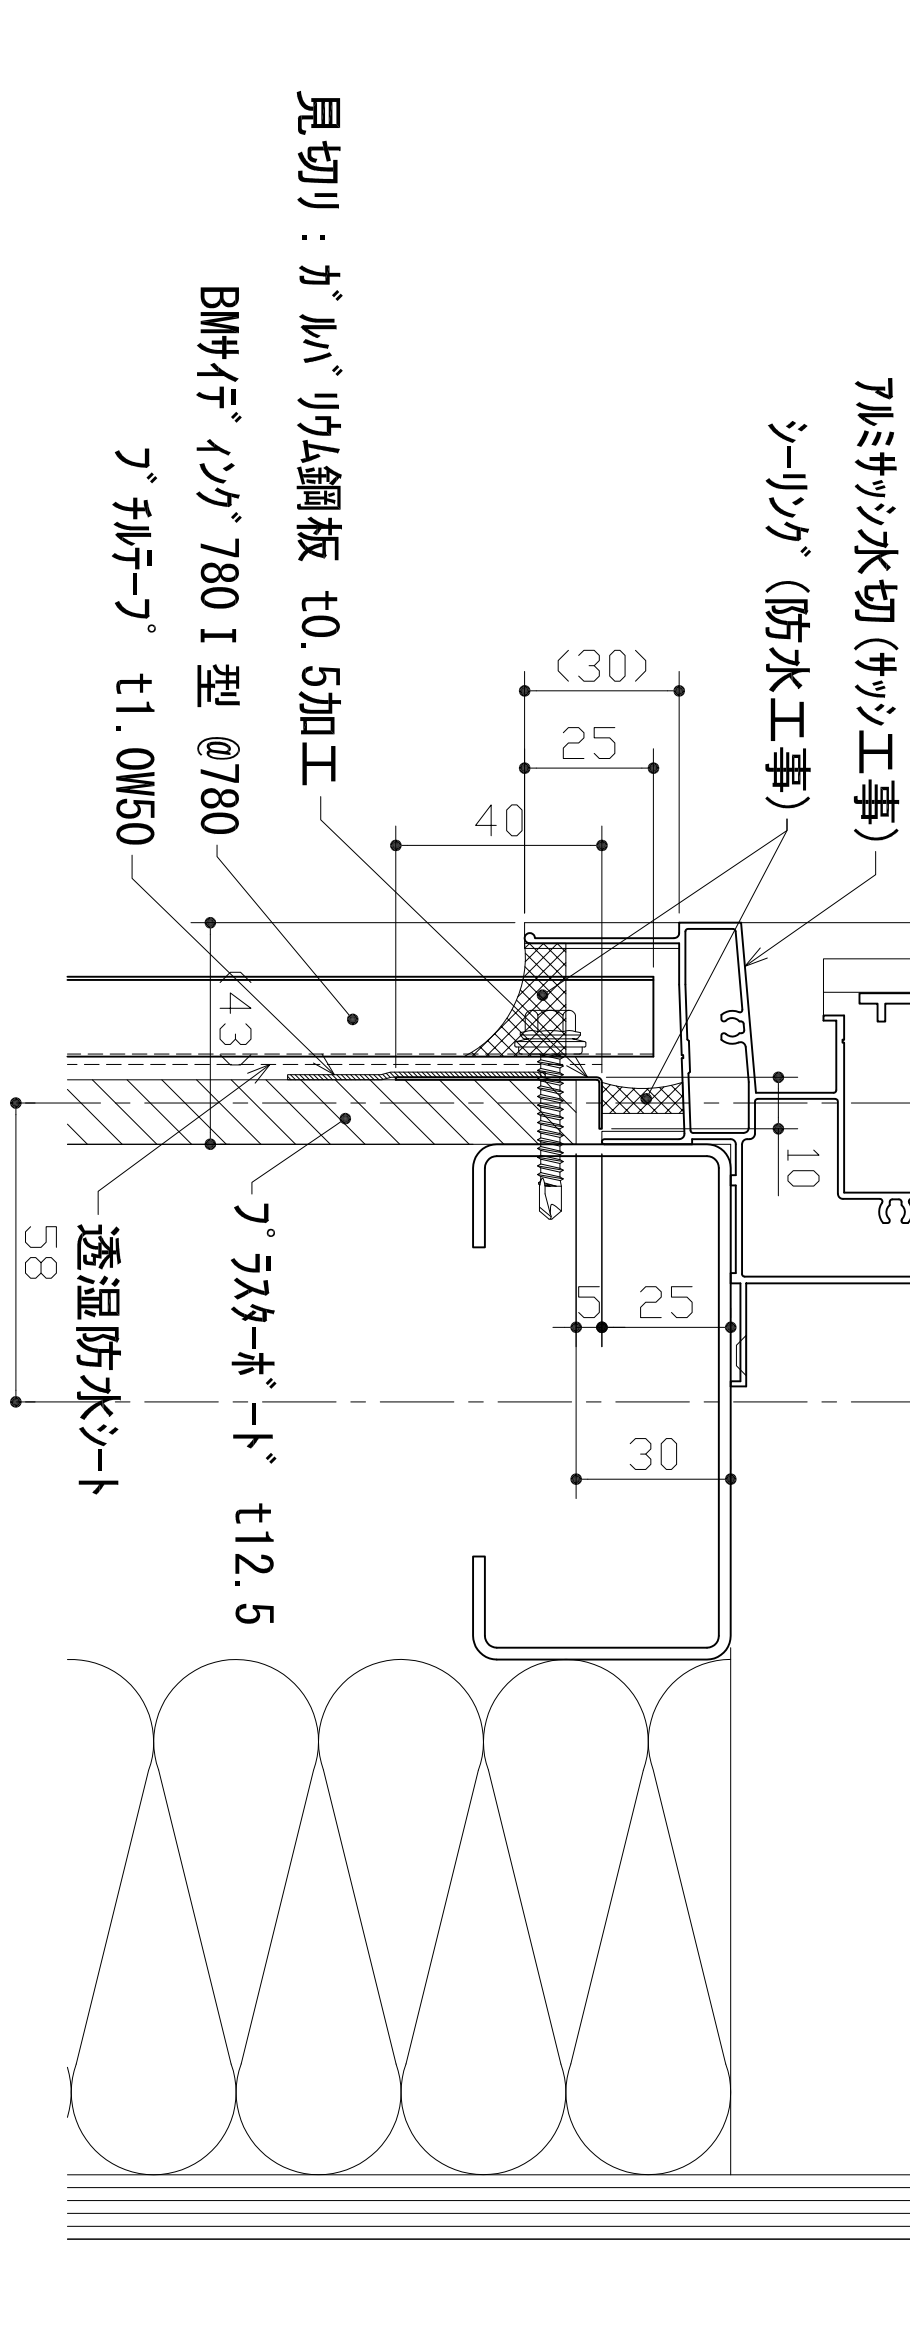 アルミサッシ水切(サッシ工事)
シーリング(防水工事)
見切リ：ガルバリウム鋼板 t0.5加工
BMサイディング780Ⅰ型 @780
ブチルテープ t1.0W50
(30)
25
40
(43)
10
58
5
25
30
プラスターボード t12.5
透湿防水シート